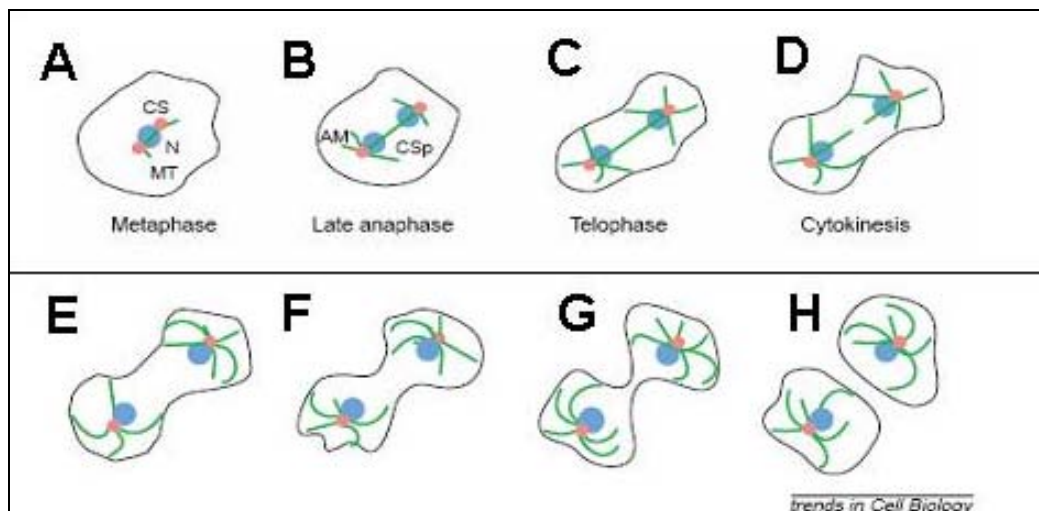 A B C D
CS
N
MT
AM
CSp
Metaphase Late anaphase Telophase Cytokinesis
E F G H
trends in Cell Biology